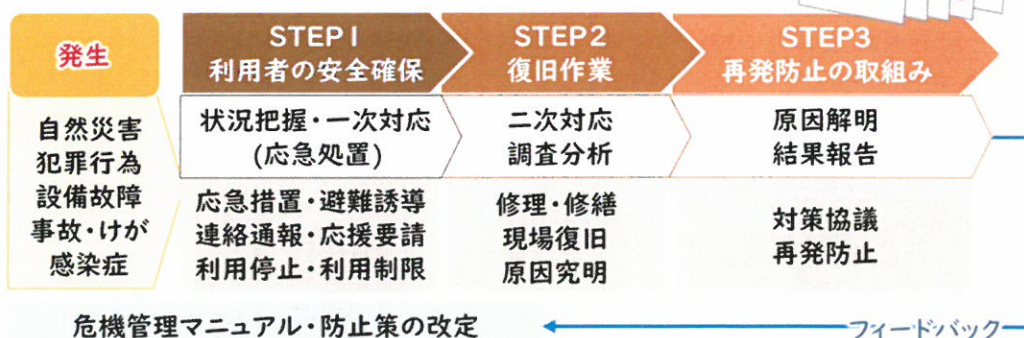 発生
自然災害
犯罪行為
設備故障
事故・けが
感染症
STEP1
利用者の安全確保
状況把握・一次対応
(応急処置)
応急措置・避難誘導
連絡通報・応援要請
利用停止・利用制限
STEP2
復旧作業
二次対応
調査分析
修理・修繕
現場復旧
原因究明
STEP3
再発防止の取組み
原因解明
結果報告
対策協議
再発防止
危機管理マニュアル・防止策の改定
フィードバック